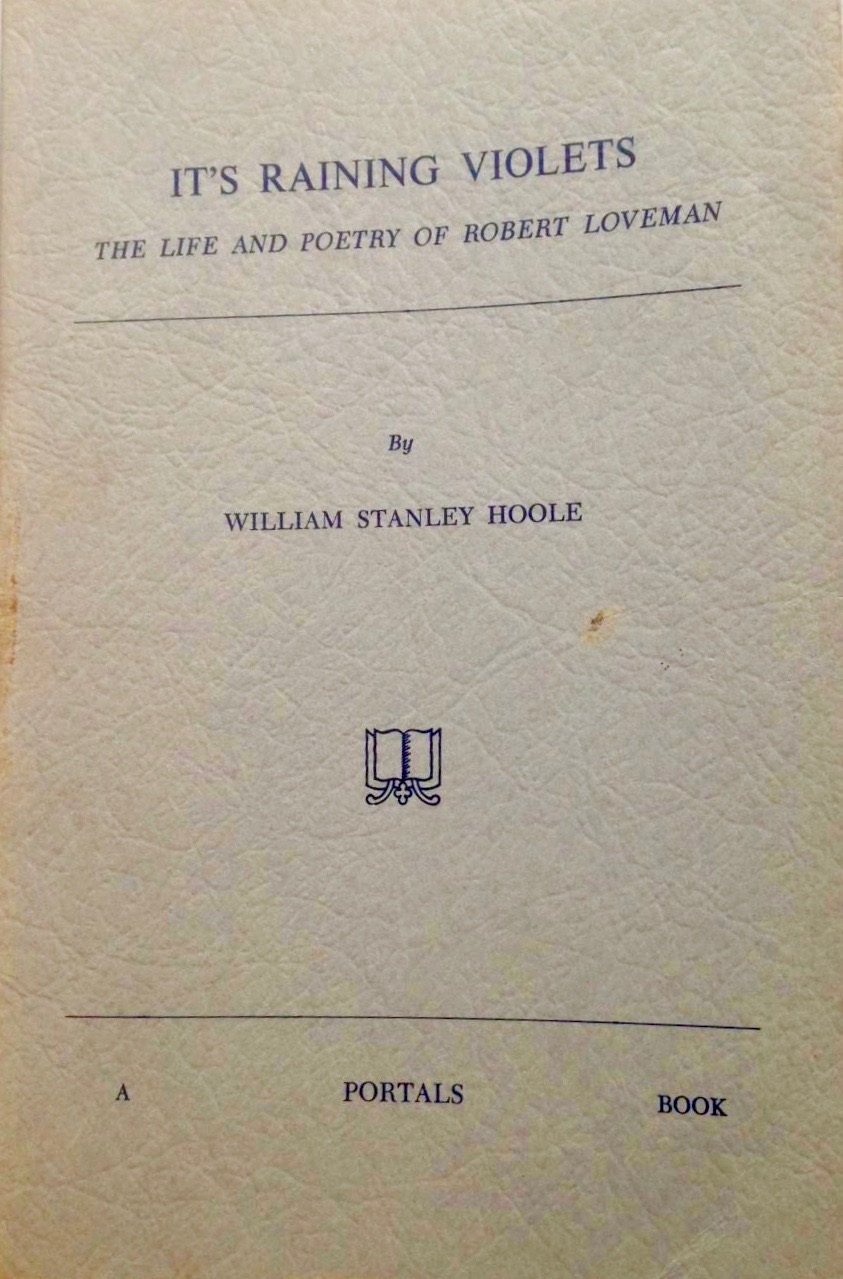 IT'S RAINING VIOLETS
THE LIFE AND POETRY OF ROBERT LOVEMAN
By
WILLIAM STANLEY HOOLE
A PORTALS BOOK